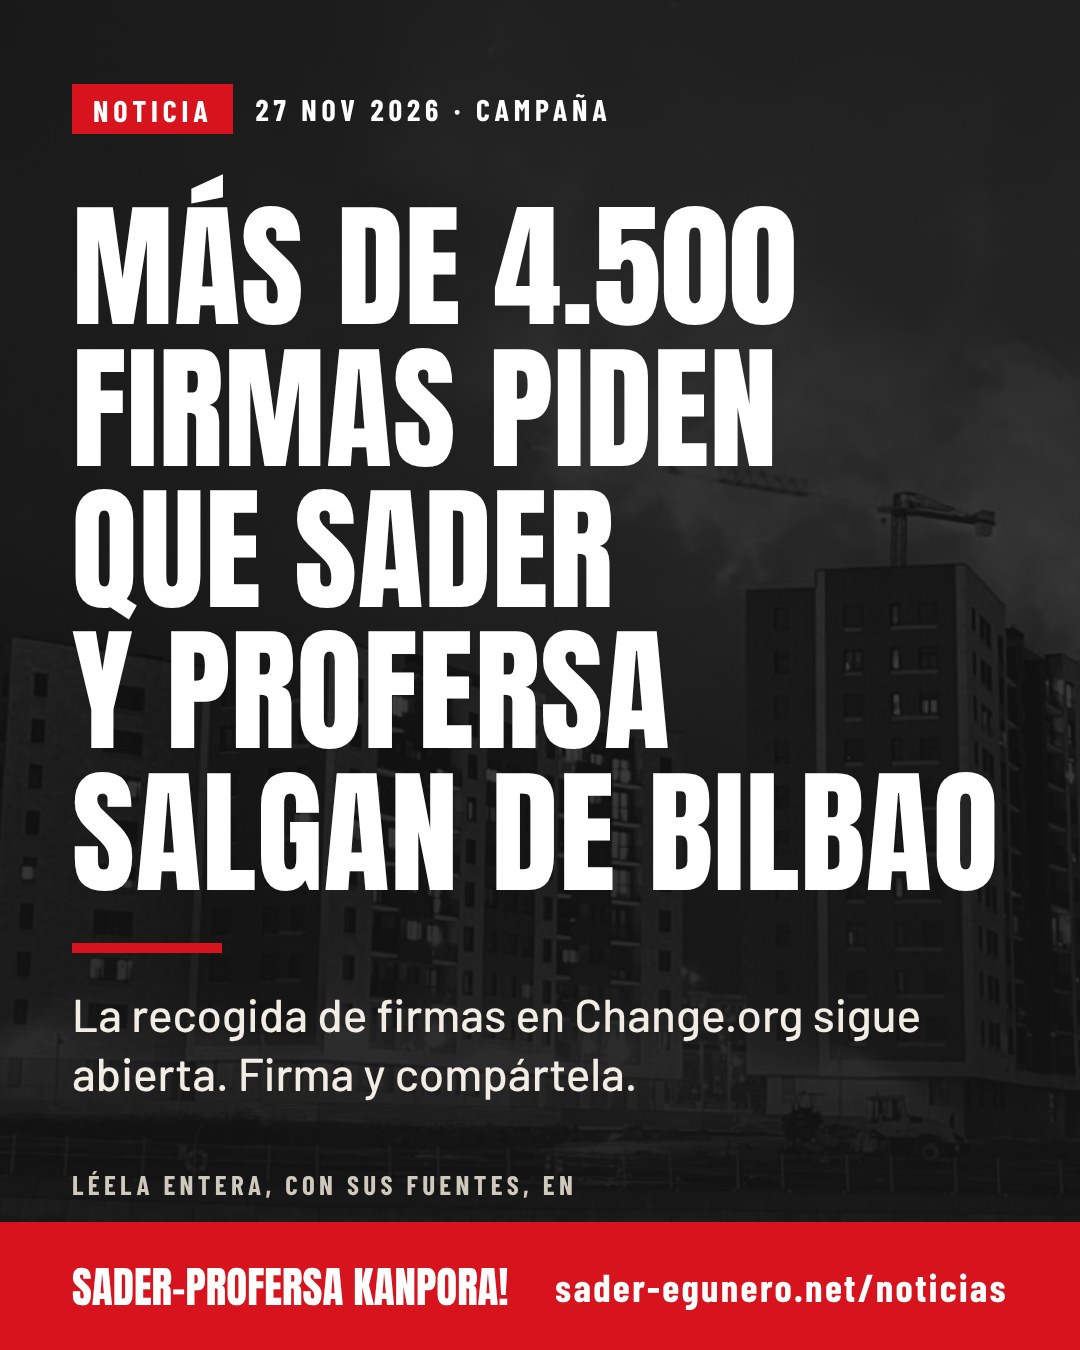 NOTICIA 27 NOV 2026 · CAMPAÑA
MÁS DE 4.500
FIRMAS PIDEN
QUE SADER
Y PROFERSA
SALGAN DE BILBAO
La recogida de firmas en Change.org sigue
abierta. Firma y compártela.
LÉELA ENTERA, CON SUS FUENTES, EN
SADER-PROFERSA KANPORA! sader-egunero.net/noticias